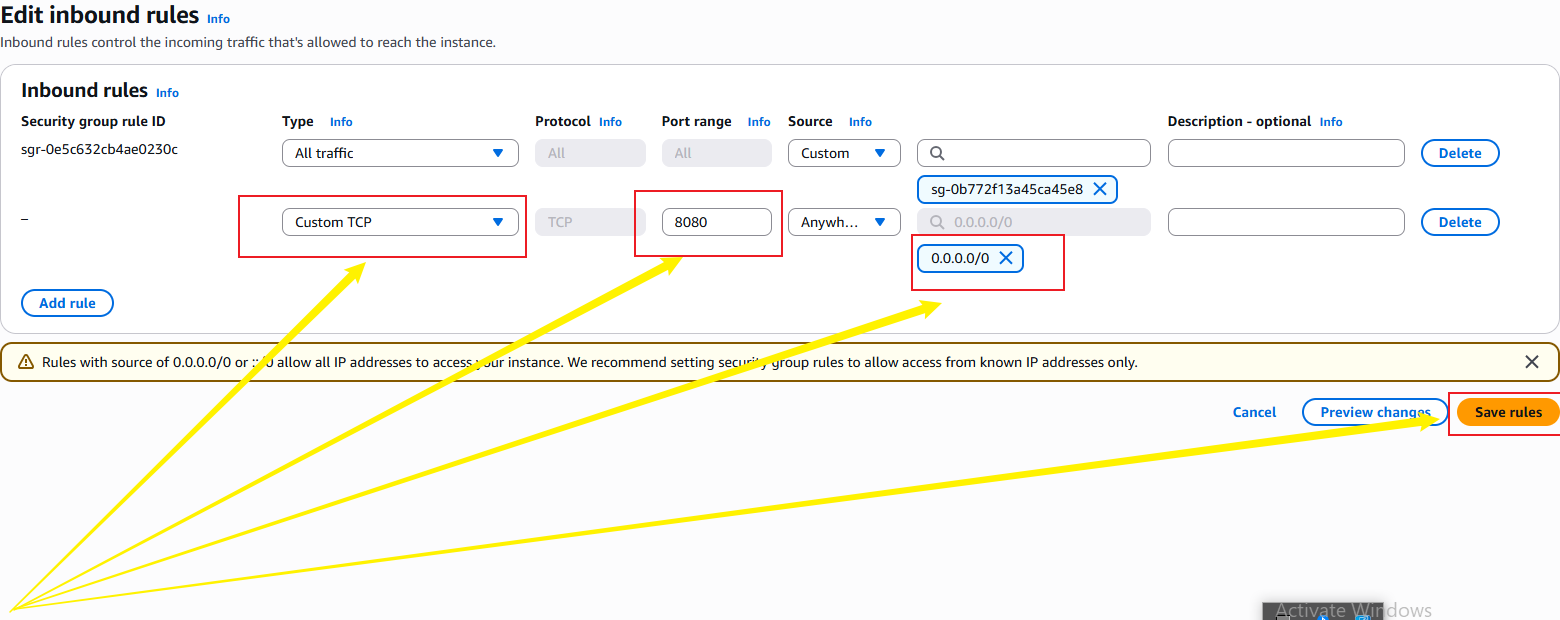 Edit inbound rules Info
Inbound rules control the incoming traffic that's allowed to reach the instance.
Inbound rules Info
Security group rule ID Type Info Protocol Info Port range Info Source Info Description - optional Info
sgr-0e5c632cb4ae0230c All traffic All All Custom Delete
sg-0b772f13a45ca45e8
– Custom TCP TCP 8080 Anywh... 0.0.0.0/0 Delete
0.0.0.0/0
Add rule
Rules with source of 0.0.0.0/0 or ::/0 allow all IP addresses to access your instance. We recommend setting security group rules to allow access from known IP addresses only.
Cancel Preview changes Save rules
Activate Windows